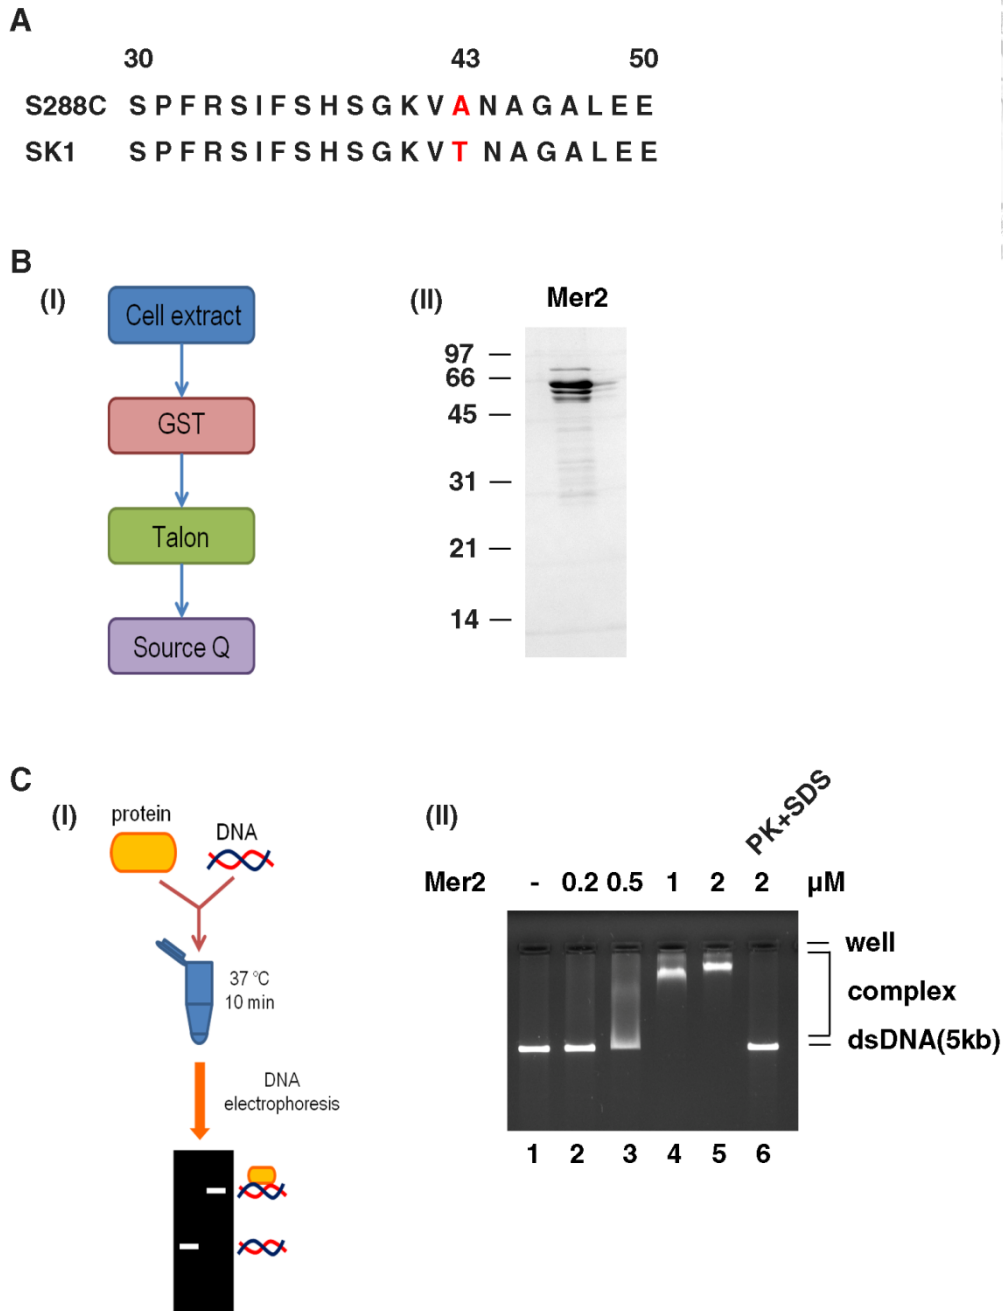 A
30 43 50
S288C S P F R S I F S H S G K V A N A G A L E E
SK1 S P F R S I F S H S G K V T N A G A L E E
B
(I)
Cell extract
GST
Talon
Source Q
(II)
Mer2
97
66
45
31
21
14
C
(I)
protein
DNA
37 °C
10 min
DNA
electrophoresis
(II)
PK+SDS
Mer2 - 0.2 0.5 1 2 2 μM
well
complex
dsDNA(5kb)
1 2 3 4 5 6